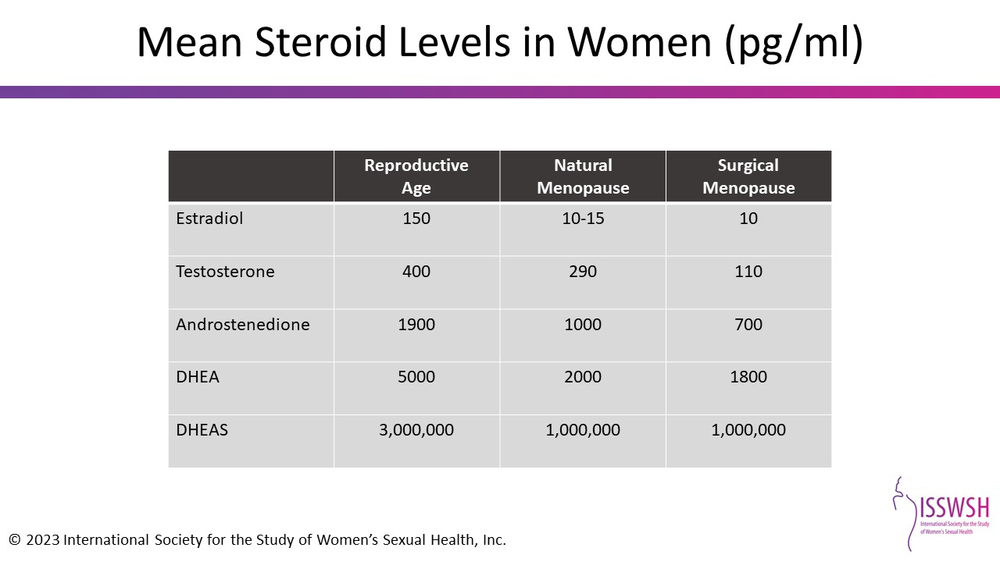 Mean Steroid Levels in Women (pg/ml)
Reproductive Age Natural Menopause Surgical Menopause
Estradiol 150 10-15 10
Testosterone 400 290 110
Androstenedione 1900 1000 700
DHEA 5000 2000 1800
DHEAS 3,000,000 1,000,000 1,000,000
ISSWSH
International Society for the Study
of Women's Sexual Health
© 2023 International Society for the Study of Women’s Sexual Health, Inc.